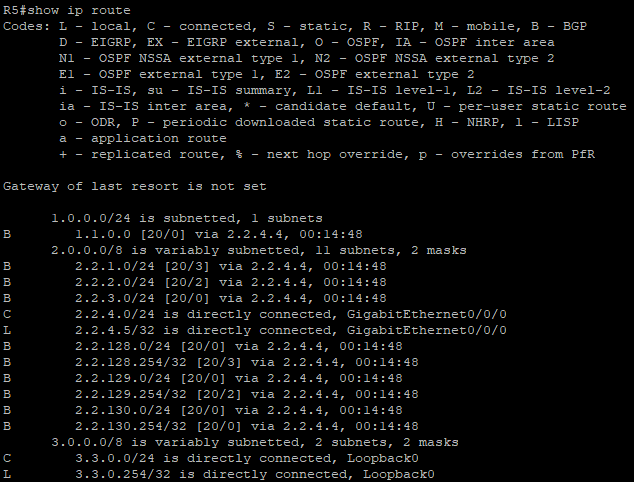 R5#show ip route
Codes: L - local, C - connected, S - static, R - RIP, M - mobile, B - BGP
       D - EIGRP, EX - EIGRP external, O - OSPF, IA - OSPF inter area
       N1 - OSPF NSSA external type 1, N2 - OSPF NSSA external type 2
       E1 - OSPF external type 1, E2 - OSPF external type 2
       i - IS-IS, su - IS-IS summary, L1 - IS-IS level-1, L2 - IS-IS level-2
       ia - IS-IS inter area, * - candidate default, U - per-user static route
       o - ODR, P - periodic downloaded static route, H - NHRP, l - LISP
       a - application route
       + - replicated route, % - next hop override, p - overrides from PfR

Gateway of last resort is not set

      1.0.0.0/24 is subnetted, 1 subnets
B        1.1.0.0 [20/0] via 2.2.4.4, 00:14:48
      2.0.0.0/8 is variably subnetted, 11 subnets, 2 masks
B        2.2.1.0/24 [20/3] via 2.2.4.4, 00:14:48
B        2.2.2.0/24 [20/2] via 2.2.4.4, 00:14:48
B        2.2.3.0/24 [20/0] via 2.2.4.4, 00:14:48
C        2.2.4.0/24 is directly connected, GigabitEthernet0/0/0
L        2.2.4.5/32 is directly connected, GigabitEthernet0/0/0
B        2.2.128.0/24 [20/0] via 2.2.4.4, 00:14:48
B        2.2.128.254/32 [20/3] via 2.2.4.4, 00:14:48
B        2.2.129.0/24 [20/0] via 2.2.4.4, 00:14:48
B        2.2.129.254/32 [20/2] via 2.2.4.4, 00:14:48
B        2.2.130.0/24 [20/0] via 2.2.4.4, 00:14:48
B        2.2.130.254/32 [20/0] via 2.2.4.4, 00:14:48
      3.0.0.0/8 is variably subnetted, 2 subnets, 2 masks
C        3.3.0.0/24 is directly connected, Loopback0
L        3.3.0.254/32 is directly connected, Loopback0